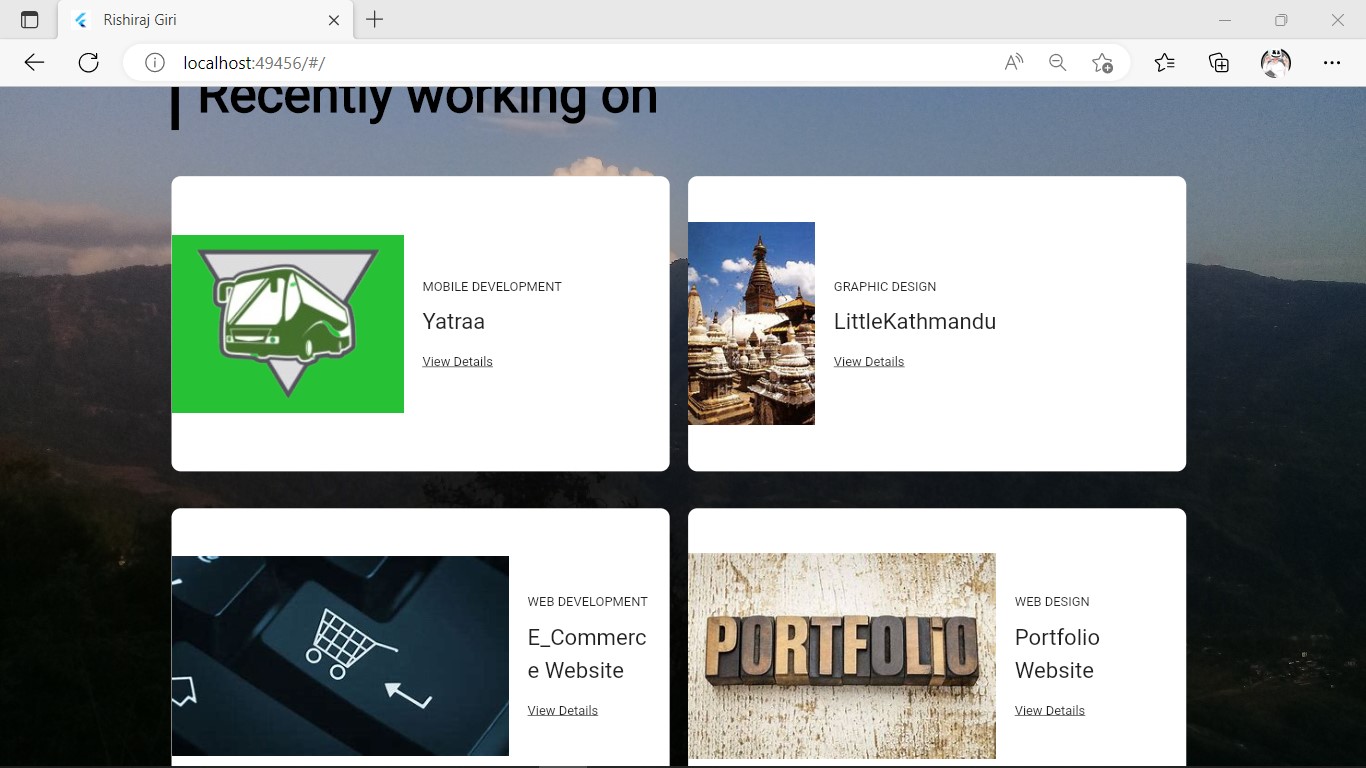 Rishiraj Giri
localhost:49456/#/
Recently working on
MOBILE DEVELOPMENT
Yatraa
View Details
GRAPHIC DESIGN
LittleKathmandu
View Details
WEB DEVELOPMENT
E_Commerc
e Website
View Details
PORTFOLiO
WEB DESIGN
Portfolio
Website
View Details